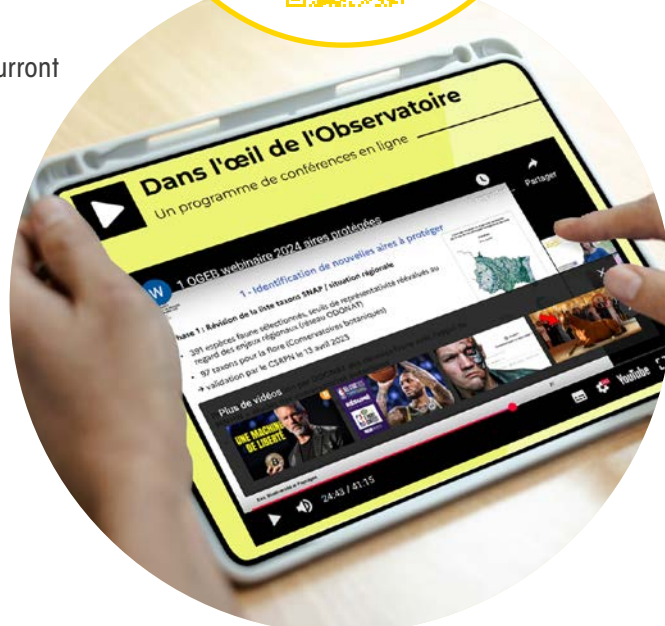 urront
Dans l'œil de l'Observatoire
Un programme de conférences en ligne
Partager
W
1 OGEB webinaire 2024 aires protégées
1 - Identification de nouvelles aires à protéger
hase 1 : Révision de la liste taxons SNAP / situation régionale
• 391 espèces faune sélectionnés, seuils de représentativité réévalués au
regard des enjeux régionaux (réseau ODONAT)
• 97 taxons pour la flore (Conservatoires botaniques)
→ validation par le CSRPN le 13 avril 2023
Plus de vidéos
UNE MACHINE
DE LIBERTÉ
RÉSUMÉ
YouTube
24:43 / 41:15